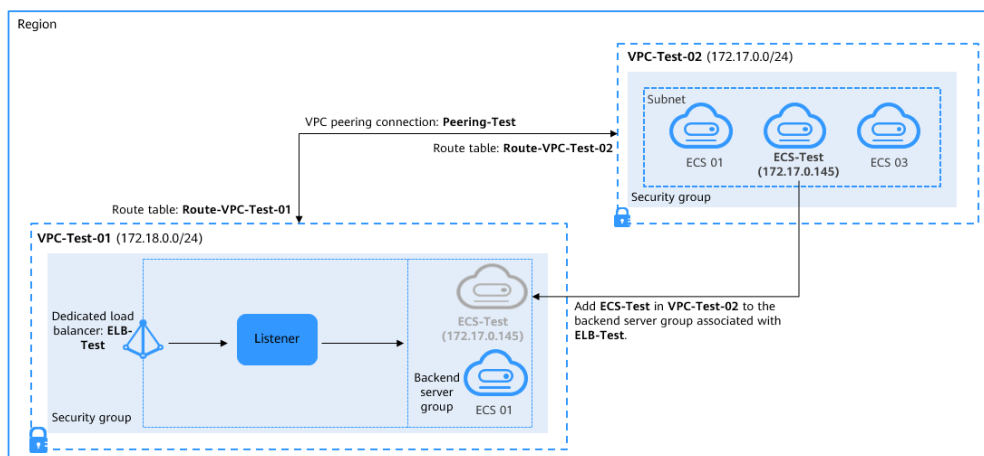 Region
VPC-Test-02 (172.17.0.0/24)
Subnet
ECS 01
ECS-Test
(172.17.0.145)
ECS 03
Security group
VPC peering connection: Peering-Test
Route table: Route-VPC-Test-02
Route table: Route-VPC-Test-01
VPC-Test-01 (172.18.0.0/24)
Dedicated load
balancer: ELB-
Test
Listener
ECS-Test
(172.17.0.145)
Backend
server
group
ECS 01
Security group
Add ECS-Test in VPC-Test-02 to the
backend server group associated with
ELB-Test.